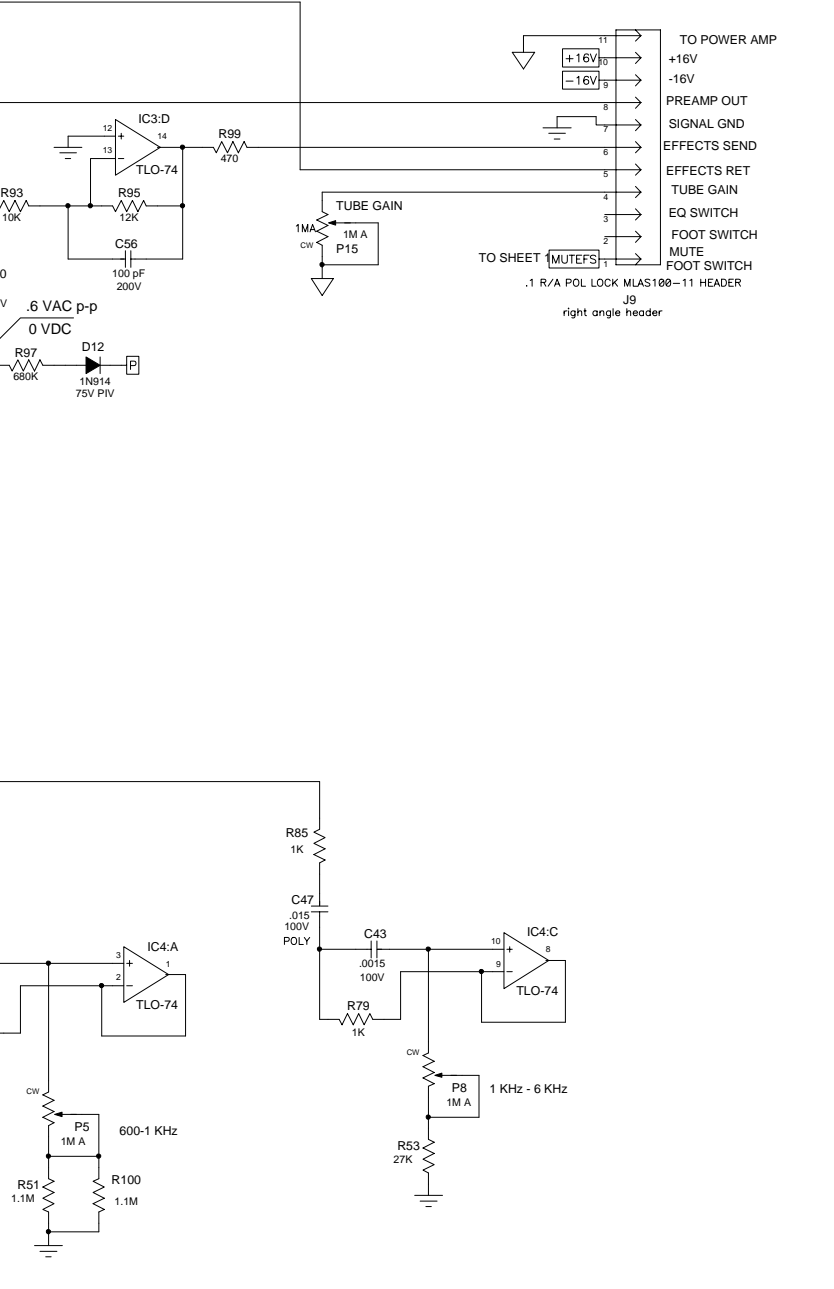 11
TO POWER AMP
+16V
10
+16V
-16V
9
-16V
8
PREAMP OUT
7
SIGNAL GND
6
EFFECTS SEND
5
EFFECTS RET
4
TUBE GAIN
3
EQ SWITCH
2
FOOT SWITCH
TO SHEET 1
MUTEFS
1
MUTE
FOOT SWITCH
.1 R/A POL LOCK MLAS100-11 HEADER
J9
right angle header
IC3:D
12
+
14
13
-
TLO-74
R99
470
R93
10K
R95
12K
C56
100 pF
200V
TUBE GAIN
1MA
1M A
CW
P15
0
V
.6 VAC p-p
0 VDC
R97
680K
D12
1N914
75V PIV
P
R85
1K
C47
.015
100V
POLY
C43
.0015
100V
IC4:C
10
+
8
9
-
TLO-74
R79
1K
IC4:A
3
+
1
2
-
TLO-74
CW
P8
1M A
1 KHz - 6 KHz
R53
27K
CW
P5
1M A
600-1 KHz
R51
1.1M
R100
1.1M